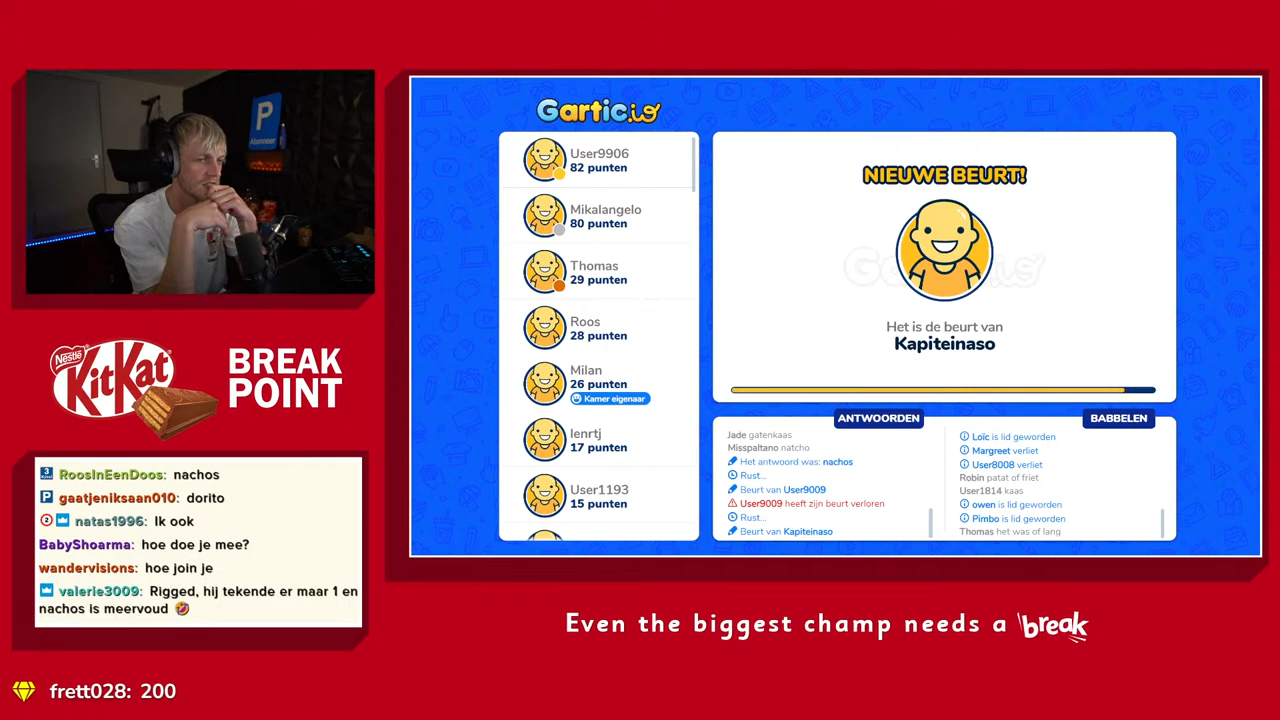 P
Abonneer
Nestlé
KitKat
BREAK
POINT
RoosInEenDoos: nachos
gaatjeniksaan010: dorito
natas1996: Ik ook
BabyShoarma: hoe doe je mee?
wandervisions: hoe join je
valerie3009: Rigged, hij tekende er maar 1 en
nachos is meervoud 🤣
frett028: 200
Gartic.io
User9906
82 punten
Mikalangelo
80 punten
Thomas
29 punten
Roos
28 punten
Milan
26 punten
Kamer eigenaar
lenrtj
17 punten
User1193
15 punten
NIEUWE BEURT!
Het is de beurt van
Kapiteinaso
ANTWOORDEN
Jade gatenkaas
Misspaltano natcho
Het antwoord was: nachos
Rust...
Beurt van User9009
User9009 heeft zijn beurt verloren
Rust...
Beurt van Kapiteinaso
BABBELEN
Loïc is lid geworden
Margreet verliet
User8008 verliet
Robin patat of friet
User1814 kaas
owen is lid geworden
Pimbo is lid geworden
Thomas het was of lang
Even the biggest champ needs a break